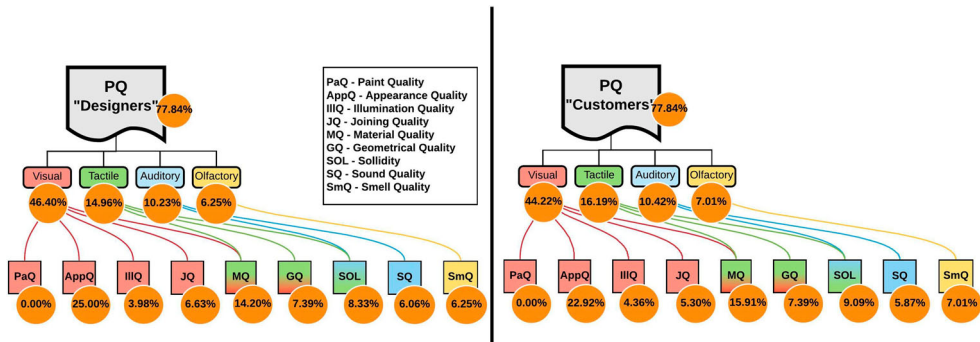 PQ
"Designers"
77.84%
Visual Tactile Auditory Olfactory
46.40% 14.96% 10.23% 6.25%
PaQ AppQ IllQ JQ MQ GQ SOL SQ SmQ
0.00% 25.00% 3.98% 6.63% 14.20% 7.39% 8.33% 6.06% 6.25%
PaQ - Paint Quality
AppQ - Appearance Quality
IllQ - Illumination Quality
JQ - Joining Quality
MQ - Material Quality
GQ - Geometrical Quality
SOL - Sollidity
SQ - Sound Quality
SmQ - Smell Quality
PQ
"Customers"
77.84%
Visual Tactile Auditory Olfactory
44.22% 16.19% 10.42% 7.01%
PaQ AppQ IllQ JQ MQ GQ SOL SQ SmQ
0.00% 22.92% 4.36% 5.30% 15.91% 7.39% 9.09% 5.87% 7.01%